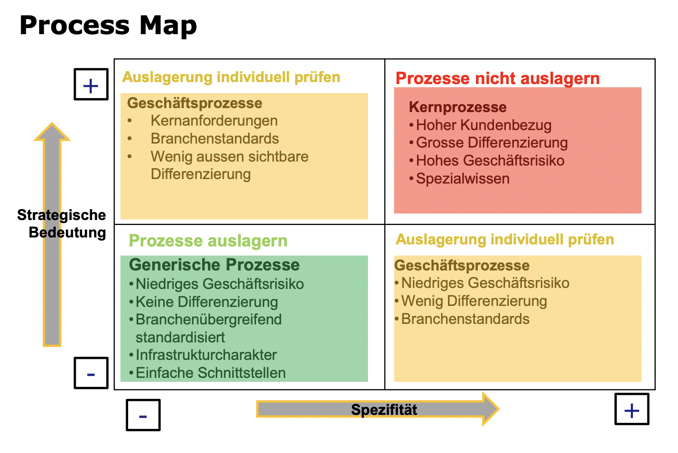 Process Map
+
Auslagerung individuell prüfen
Geschäftsprozesse
• Kernanforderungen
• Branchenstandards
• Wenig aussen sichtbare
Differenzierung
Prozesse nicht auslagern
Kernprozesse
•Hoher Kundenbezug
•Grosse Differenzierung
•Hohes Geschäftsrisiko
•Spezialwissen
Strategische
Bedeutung
Prozesse auslagern
Generische Prozesse
•Niedriges Geschäftsrisiko
•Keine Differenzierung
•Branchenübergreifend
standardisiert
•Infrastrukturcharakter
•Einfache Schnittstellen
Auslagerung individuell prüfen
Geschäftsprozesse
•Niedriges Geschäftsrisiko
•Wenig Differenzierung
•Branchenstandards
-
-
Spezifität
+